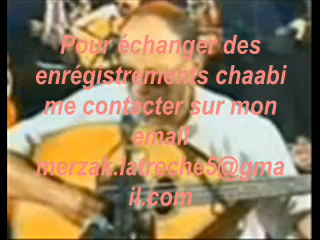 Pour échanger des
enrégistrements chaabi
me contacter sur mon
email
merzak.latreche5@gma
il.com